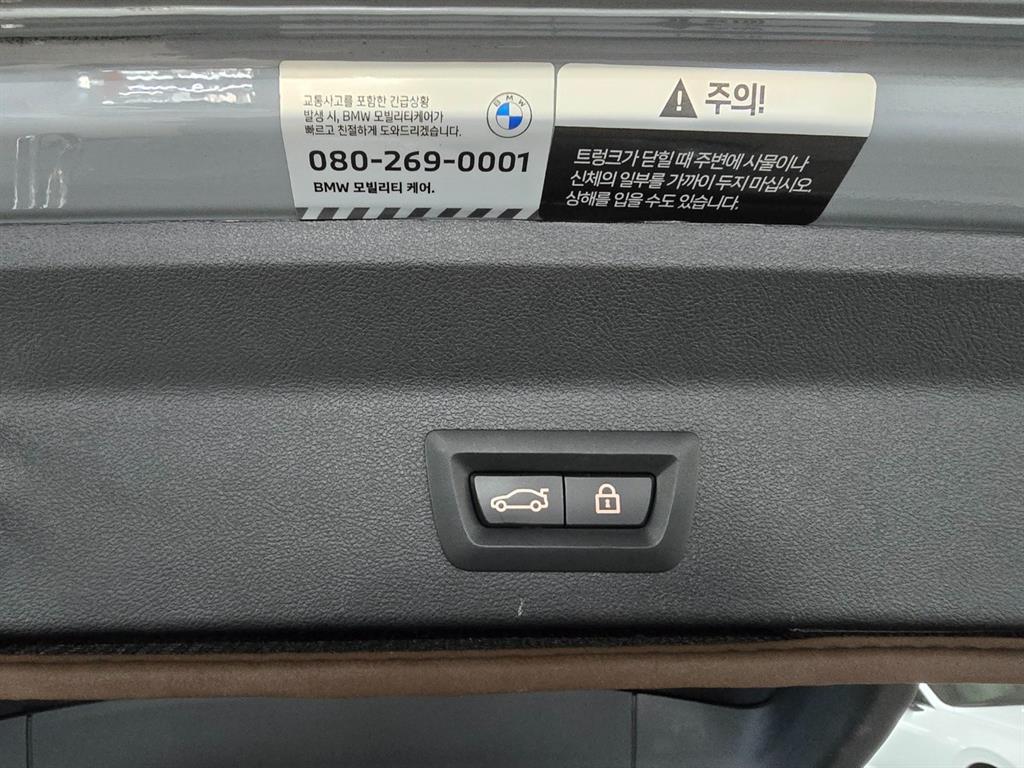 교통사고를 포함한 긴급상황
발생 시, BMW 모빌리티케어가
빠르고 친절하게 도와드리겠습니다.
BMW
080-269-0001
BMW 모빌리티 케어.
주의!
트렁크가 닫힐 때 주변에 사물이나
신체의 일부를 가까이 두지 마십시오.
상해를 입을 수도 있습니다.